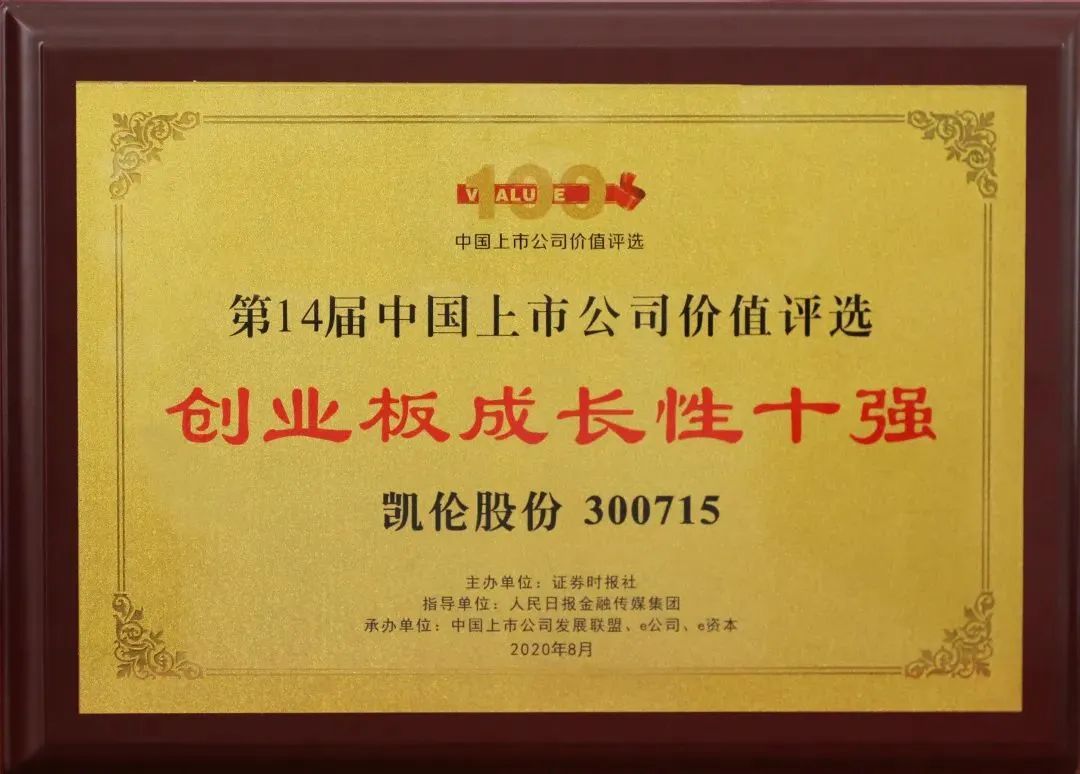 100
VALUE
中国上市公司价值评选
第14届中国上市公司价值评选
创业板成长性十强
凯伦股份 300715
主办单位：证券时报社
指导单位：人民日报金融传媒集团
承办单位：中国上市公司发展联盟、e公司、e资本
2020年8月